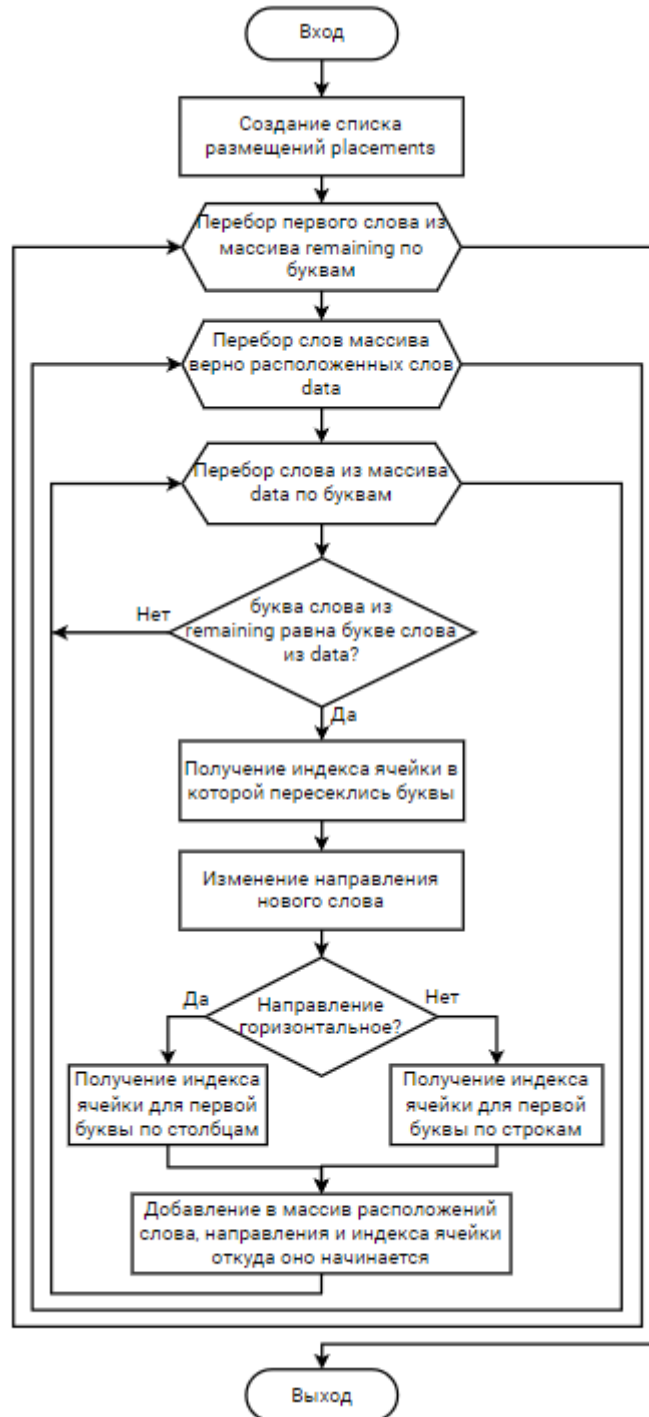 Вход
Создание списка
размещений placements
Перебор первого слова из
массива remaining по
буквам
Перебор слов массива
верно расположенных слов
data
Перебор слова из массива
data по буквам
Нет
буква слова из
remaining равна букве слова
из data?
Да
Получение индекса ячейки в
которой пересеклись буквы
Изменение направления
нового слова
Да
Направление
горизонтальное?
Нет
Получение индекса
ячейки для первой
буквы по столбцам
Получение индекса
ячейки для первой
буквы по строкам
Добавление в массив расположений
слова, направления и индекса ячейки
откуда оно начинается
Выход